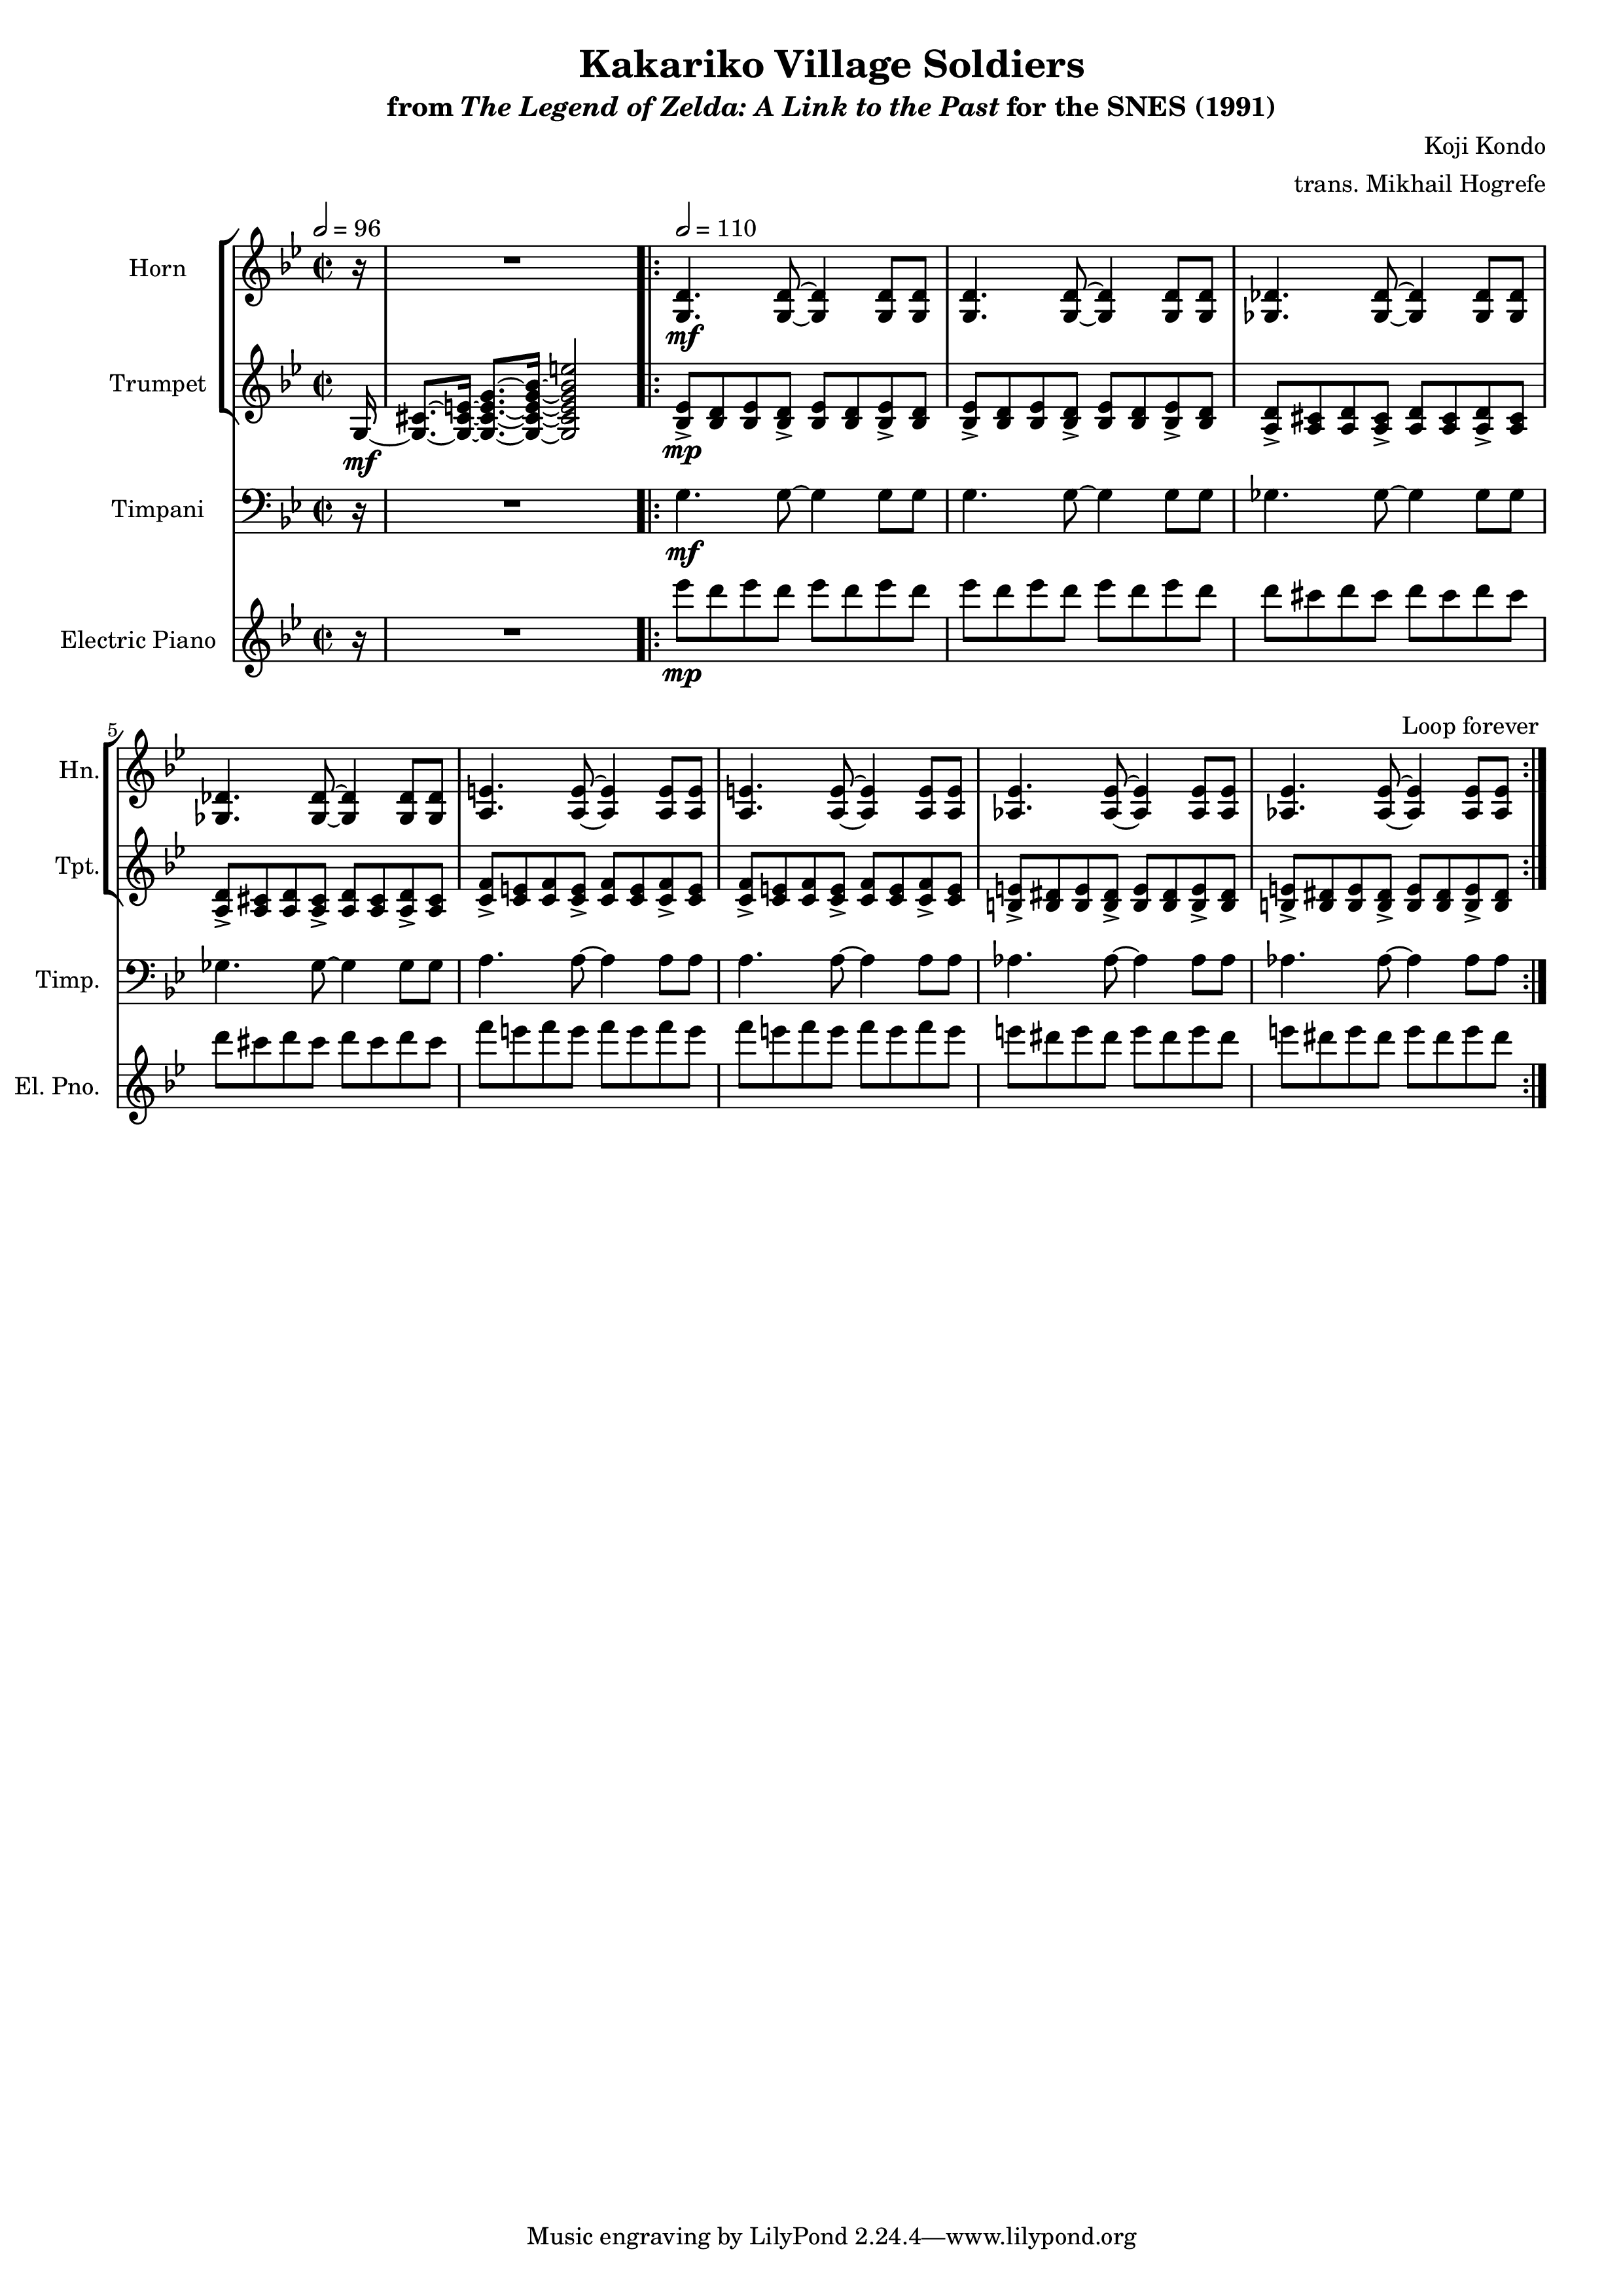 Kakariko Village Soldiers
from The Legend of Zelda: A Link to the Past for the SNES (1991)
Koji Kondo
trans. Mikhail Hogrefe
= 96
= 110
Horn
mf
Trumpet
mf
mp
Timpani
mf
Electric Piano
mp
5
Loop forever
Hn.
Tpt.
Timp.
El. Pno.
Music engraving by LilyPond 2.24.4—www.lilypond.org